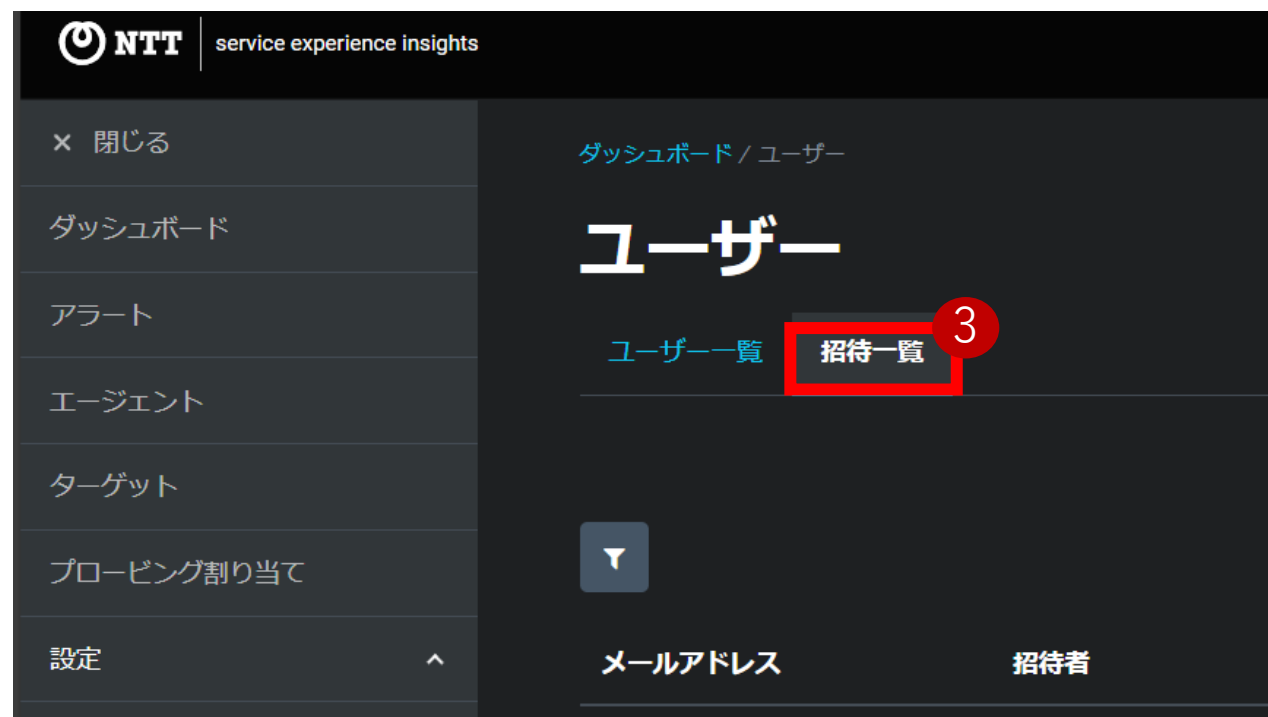 NTT service experience insights
× 閉じる
ダッシュボード
アラート
エージェント
ターゲット
プロービング割り当て
設定
ダッシュボード / ユーザー
ユーザー
ユーザー一覧 招待一覧 3
メールアドレス 招待者